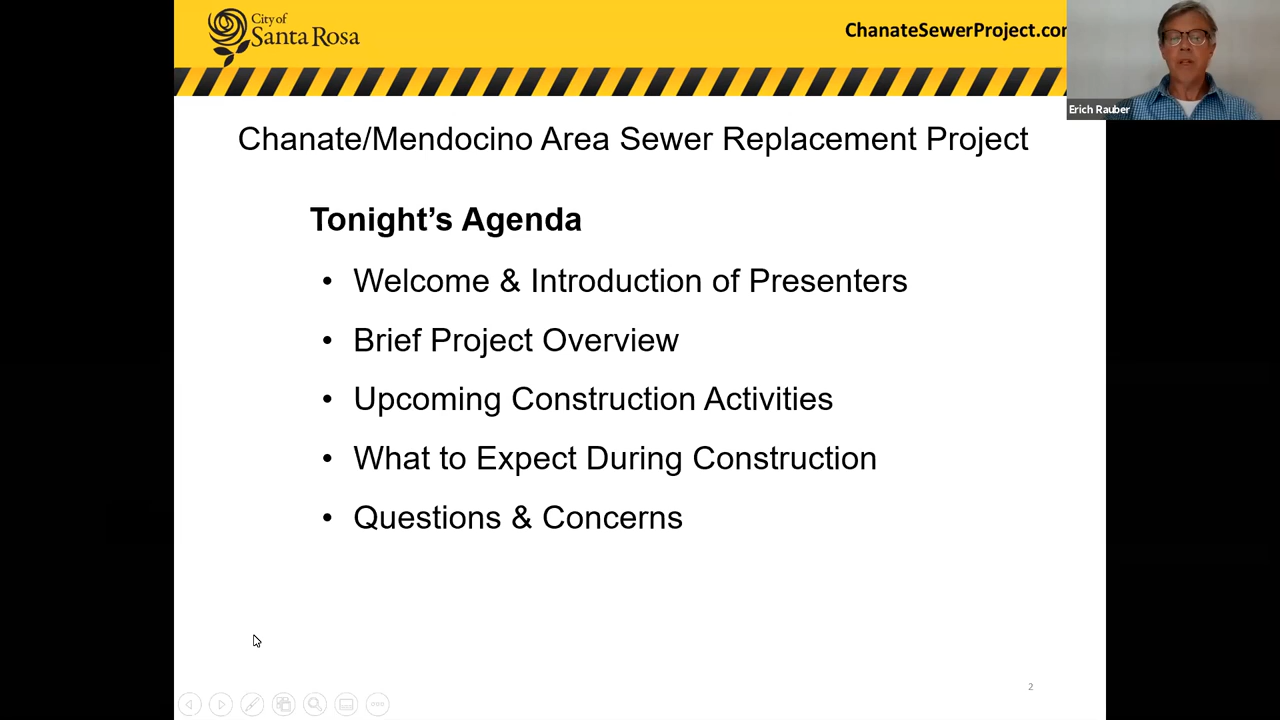 City of
Santa Rosa
ChanateSewerProject.cor
Erich Rauber
Chanate/Mendocino Area Sewer Replacement Project
Tonight’s Agenda
• Welcome & Introduction of Presenters
• Brief Project Overview
• Upcoming Construction Activities
• What to Expect During Construction
• Questions & Concerns
2